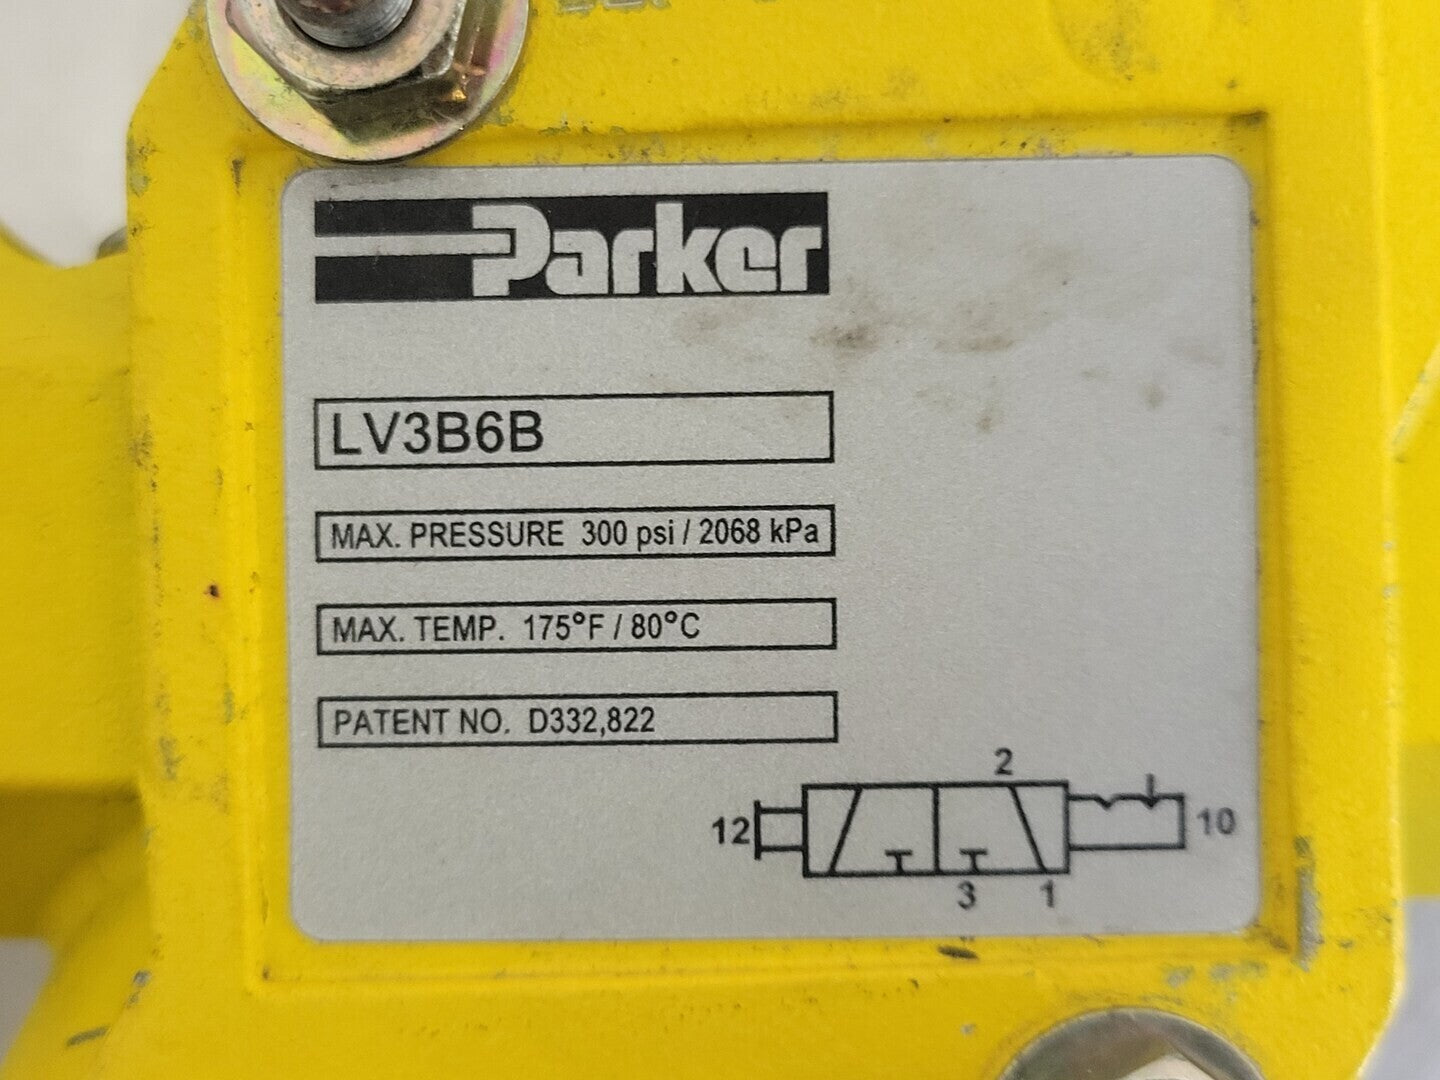 Parker
LV3B6B
MAX. PRESSURE 300 psi / 2068 kPa
MAX. TEMP. 175°F / 80°C
PATENT NO. D332,822
2
12
10
3 1